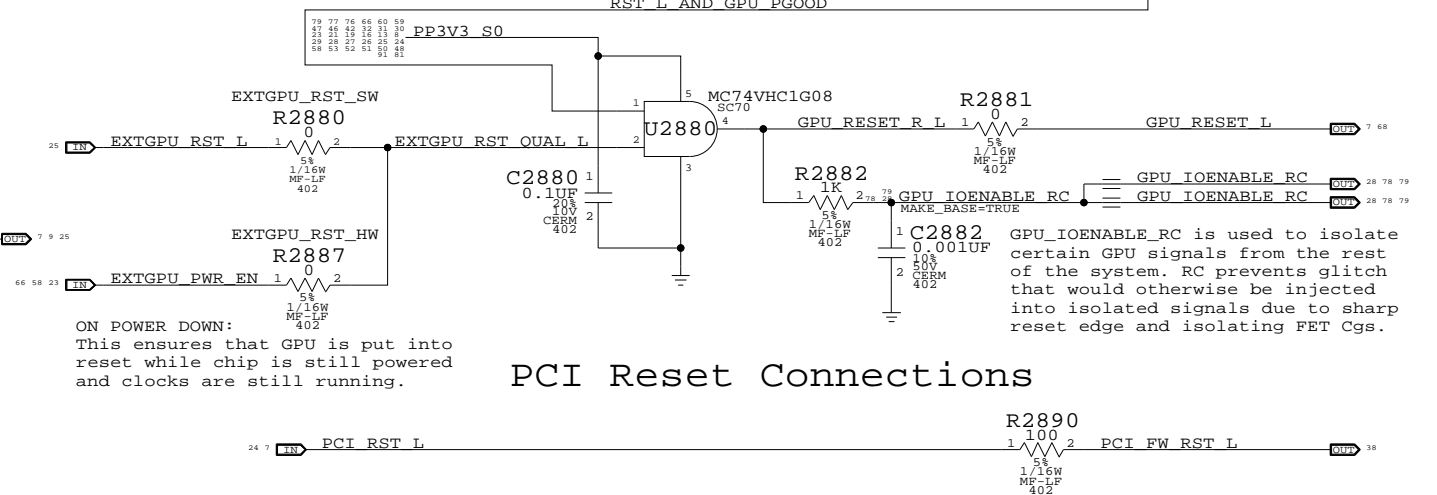 RST_L_AND_GPU_PGOOD
79 77 76 66 60 59
47 46 42 32 31 30
23 21 19 16 13 8
29 28 27 26 25 24
58 53 52 51 50 48
91 81
PP3V3_S0
EXTGPU_RST_SW
R2880
0
25 IN EXTGPU_RST_L 1 2
5%
1/16W
MF-LF
402
EXTGPU_RST_QUAL_L
1
2
5
4
3
U2880
MC74VHC1G08
SC70
C2880
1
0.1UF
20%
10V
CERM
402
2
GPU_RESET_R_L
R2881
0
1 2
5%
1/16W
MF-LF
402
GPU_RESET_L
OUT 7 68
R2882
1K
1 2
5%
1/16W
MF-LF
402
79
GPU_IOENABLE_RC
MAKE_BASE=TRUE
GPU_IOENABLE_RC
OUT 28 78 79
GPU_IOENABLE_RC
OUT 28 78 79
1 C2882
0.001UF
10%
50V
2 CERM
402
GPU_IOENABLE_RC is used to isolate
certain GPU signals from the rest
of the system. RC prevents glitch
that would otherwise be injected
into isolated signals due to sharp
reset edge and isolating FET Cgs.
OUT 7 9 25
EXTGPU_RST_HW
R2887
0
66 58 23 IN EXTGPU_PWR_EN 1 2
5%
1/16W
MF-LF
402
ON POWER DOWN:
This ensures that GPU is put into
reset while chip is still powered
and clocks are still running.
PCI Reset Connections
24 7 IN PCI_RST_L
R2890
100
1 2
5%
1/16W
MF-LF
402
PCI_FW_RST_L
OUT 38